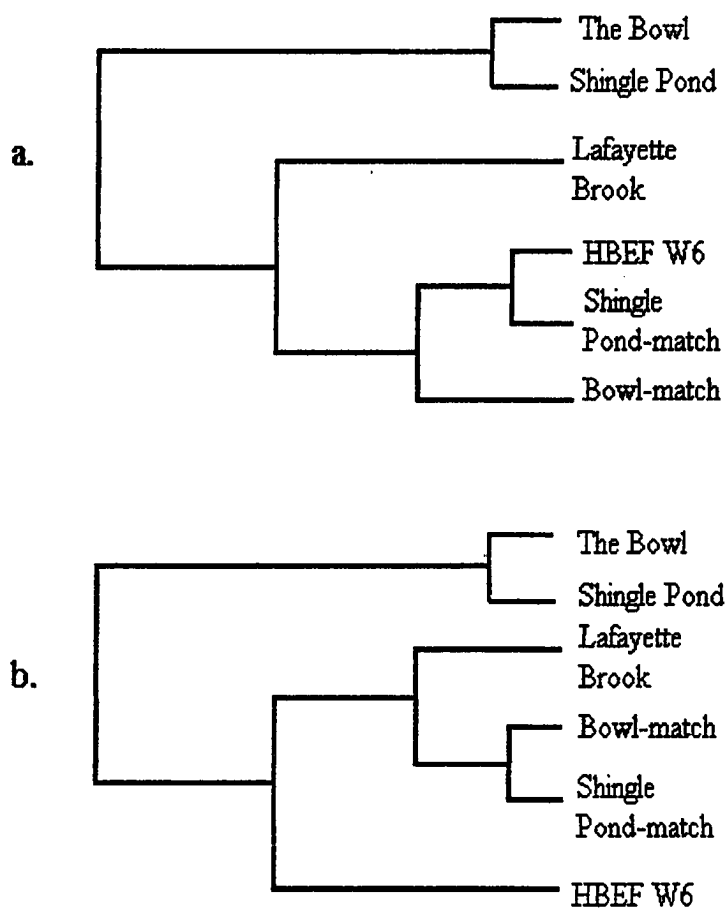 The Bowl
Shingle Pond
a.
Lafayette
Brook
HBEF W6
Shingle
Pond-match
Bowl-match
The Bowl
Shingle Pond
Lafayette
Brook
b.
Bowl-match
Shingle
Pond-match
HBEF W6